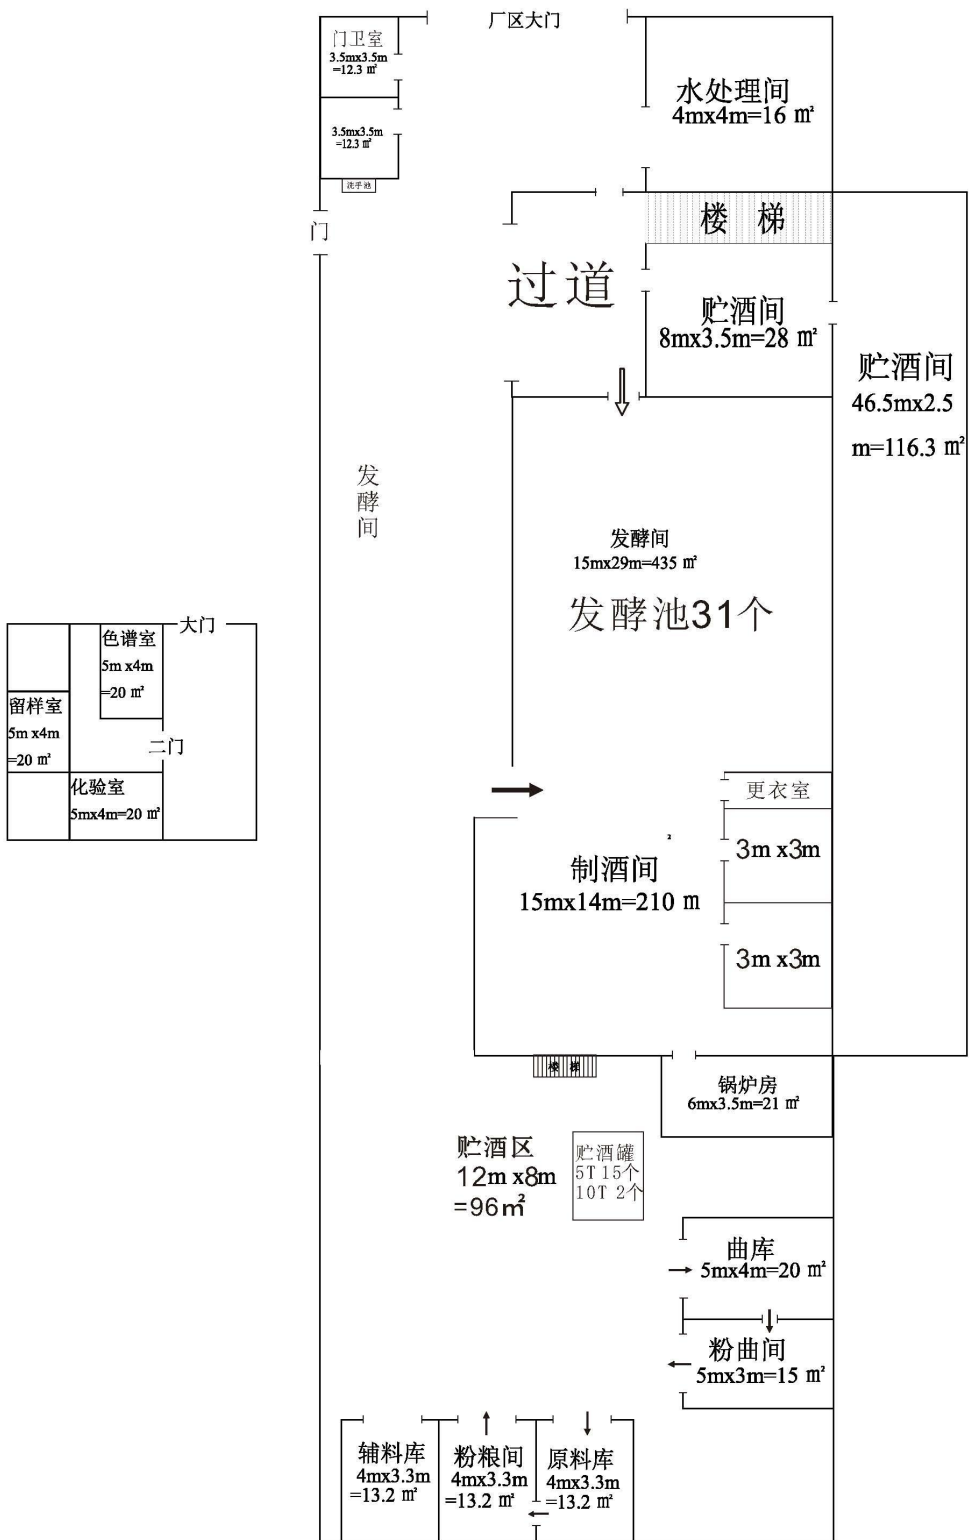 厂区大门
门卫室
3.5mx3.5m
=12.3 ㎡
3.5mx3.5m
=12.3 ㎡
洗手池
门
水处理间
4mx4m=16 ㎡
楼 梯
过道
贮酒间
8mx3.5m=28 ㎡
贮酒间
46.5mx2.5
m=116.3 ㎡
发
酵
间
发酵间
15mx29m=435 ㎡
发酵池31个
大门
色谱室
5m x4m
=20 ㎡
留样室
5m x4m
=20 ㎡
二门
化验室
5mx4m=20 ㎡
更衣室
3m x3m
3m x3m
²
制酒间
15mx14m=210 m
楼 梯
锅炉房
6mx3.5m=21 ㎡
贮酒区
12m x8m
=96㎡
贮酒罐
5T 15个
10T 2个
曲库
5mx4m=20 ㎡
粉曲间
5mx3m=15 ㎡
辅料库
4mx3.3m
=13.2 ㎡
粉粮间
4mx3.3m
=13.2 ㎡
原料库
4mx3.3m
=13.2 ㎡